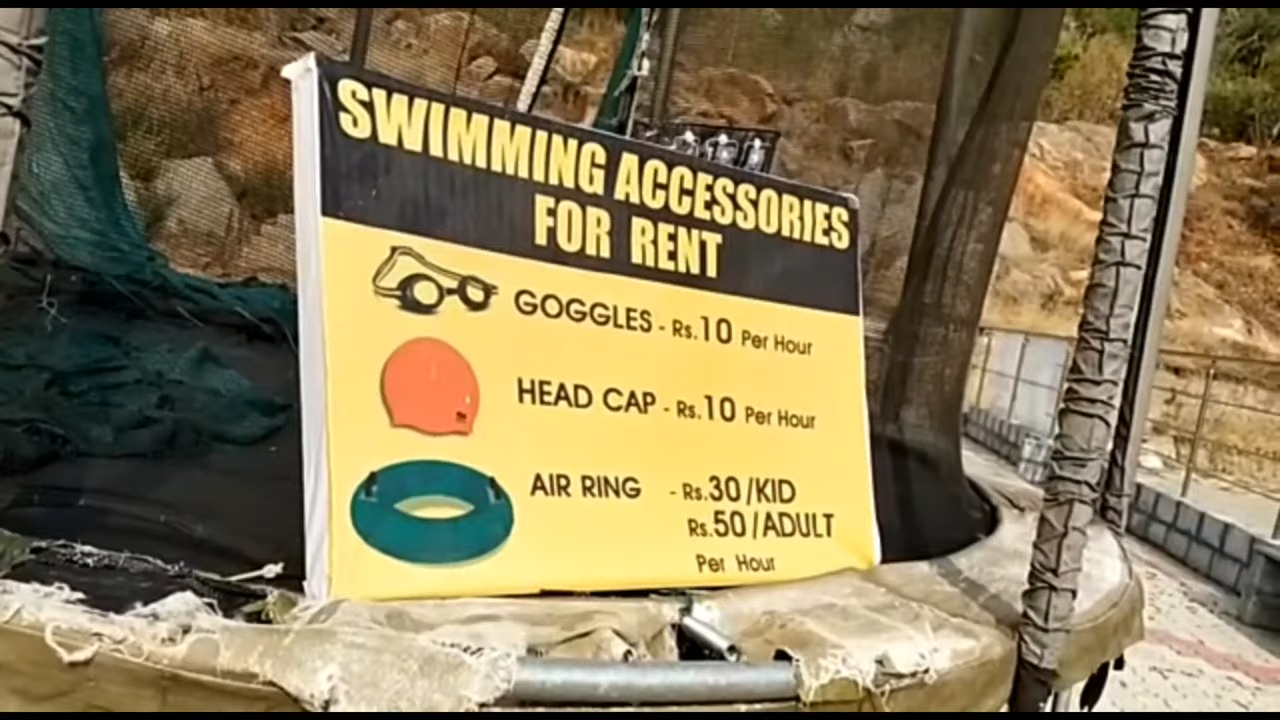 SWIMMING ACCESSORIES
FOR RENT
GOGGLES - Rs.10 Per Hour
HEAD CAP - Rs.10 Per Hour
AIR RING - Rs.30/KID
Rs.50/ADULT
Per Hour